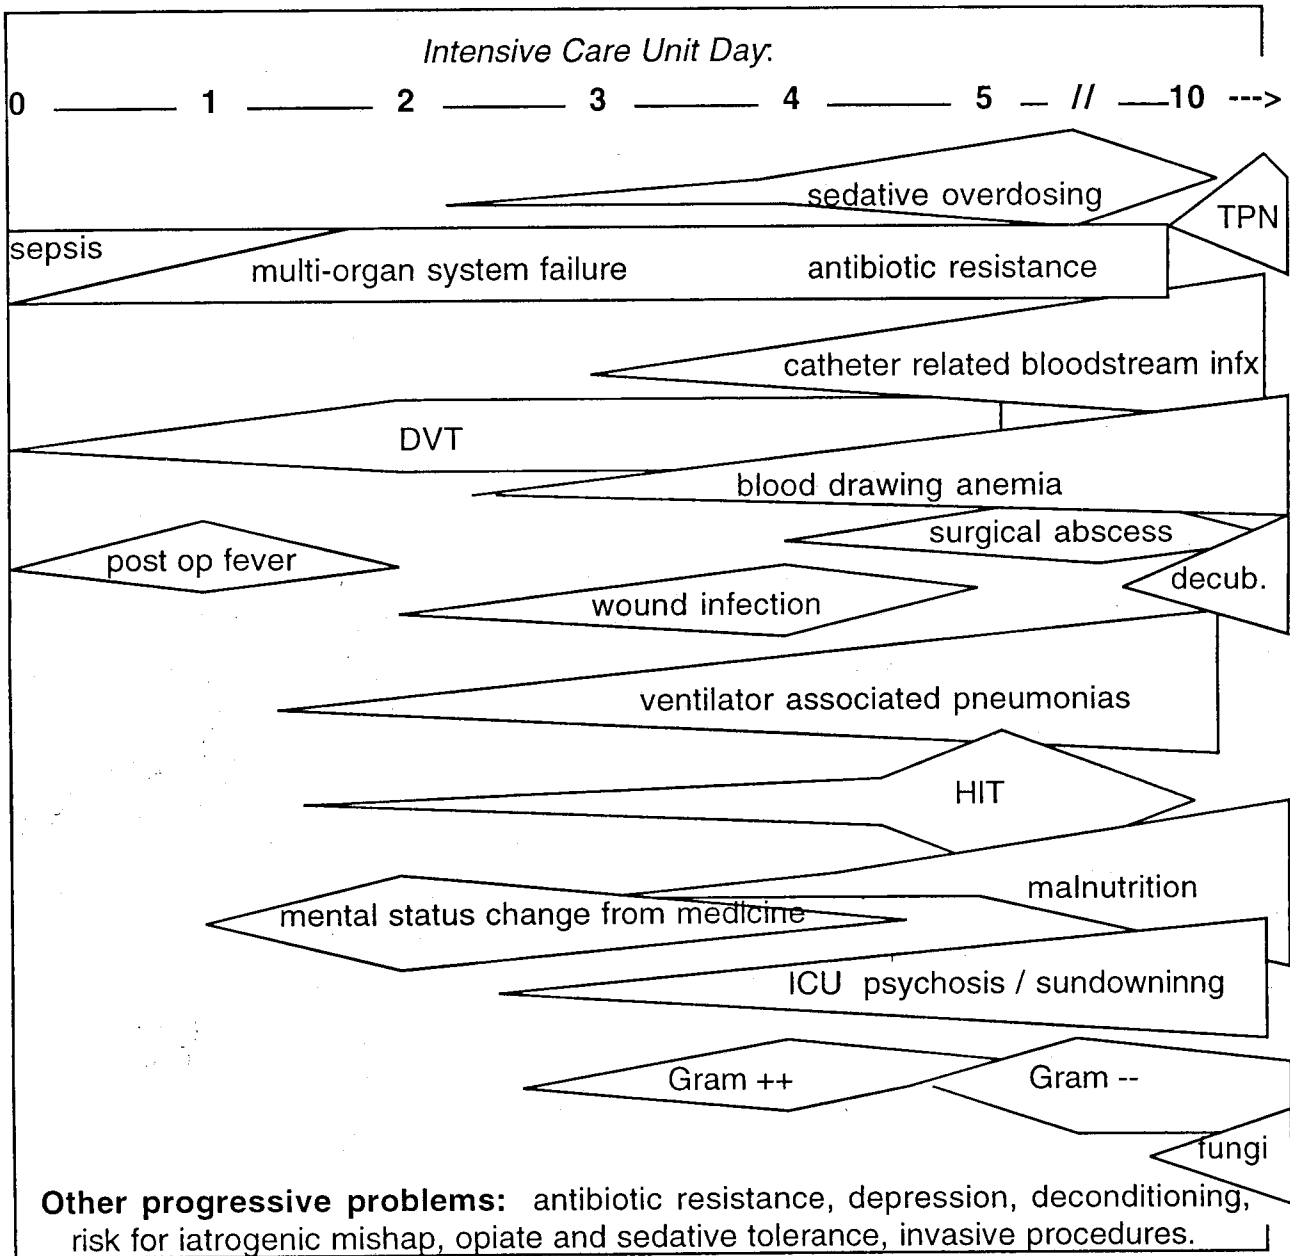 Intensive Care Unit Day:
0 1 2 3 4 5 // 10 --->
sedative overdosing
TPN
sepsis
multi-organ system failure
antibiotic resistance
catheter related bloodstream infx
DVT
blood drawing anemia
surgical abscess
post op fever
decub.
wound infection
ventilator associated pneumonias
HIT
malnutrition
mental status change from medicine
ICU psychosis / sundowninng
Gram ++
Gram --
fungi
Other progressive problems: antibiotic resistance, depression, deconditioning,
risk for iatrogenic mishap, opiate and sedative tolerance, invasive procedures.